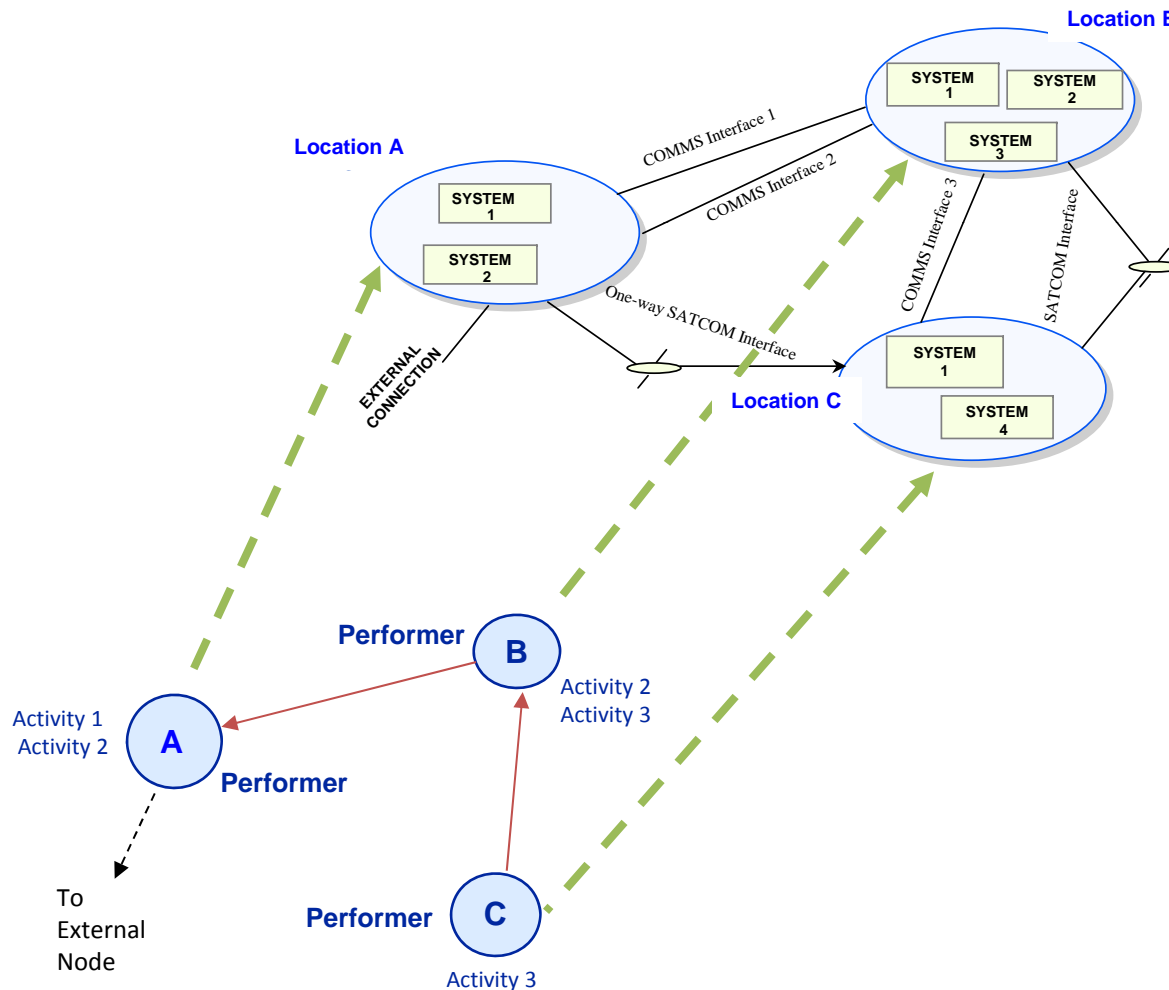 Location B
SYSTEM
1
SYSTEM
2
SYSTEM
3
COMMS Interface 1
COMMS Interface 2
Location A
SYSTEM
1
SYSTEM
2
COMMS Interface 3
SATCOM Interface
One-way SATCOM Interface
EXTERNAL
CONNECTION
SYSTEM
1
Location C
SYSTEM
4
Performer
B
Activity 2
Activity 3
Activity 1
Activity 2
A
Performer
To
External
Node
Performer
C
Activity 3